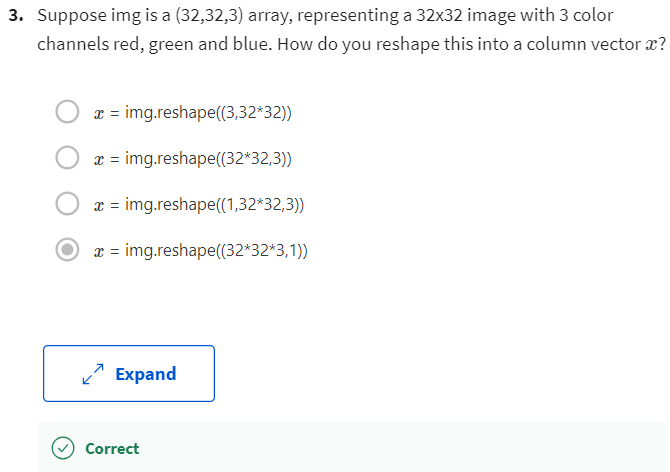 3. Suppose img is a (32,32,3) array, representing a 32x32 image with 3 color
channels red, green and blue. How do you reshape this into a column vector x?
x = img.reshape((3,32*32))
x = img.reshape((32*32,3))
x = img.reshape((1,32*32,3))
x = img.reshape((32*32*3,1))
Expand
Correct